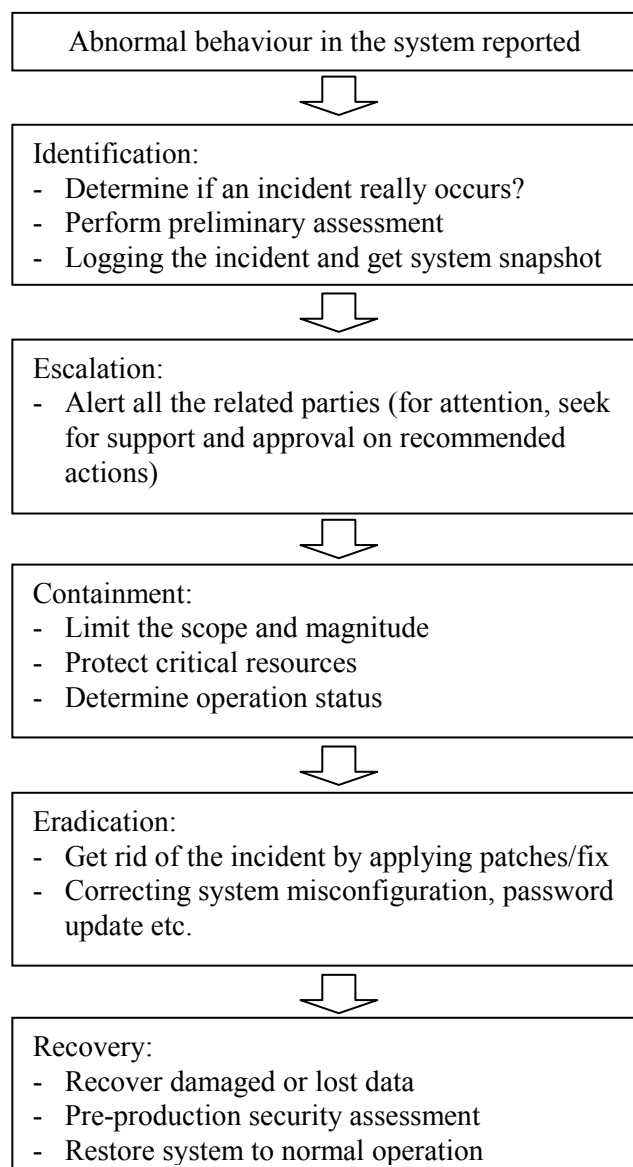 Abnormal behaviour in the system reported
Identification:
- Determine if an incident really occurs?
- Perform preliminary assessment
- Logging the incident and get system snapshot
Escalation:
- Alert all the related parties (for attention, seek
for support and approval on recommended
actions)
Containment:
- Limit the scope and magnitude
- Protect critical resources
- Determine operation status
Eradication:
- Get rid of the incident by applying patches/fix
- Correcting system misconfiguration, password
update etc.
Recovery:
- Recover damaged or lost data
- Pre-production security assessment
- Restore system to normal operation